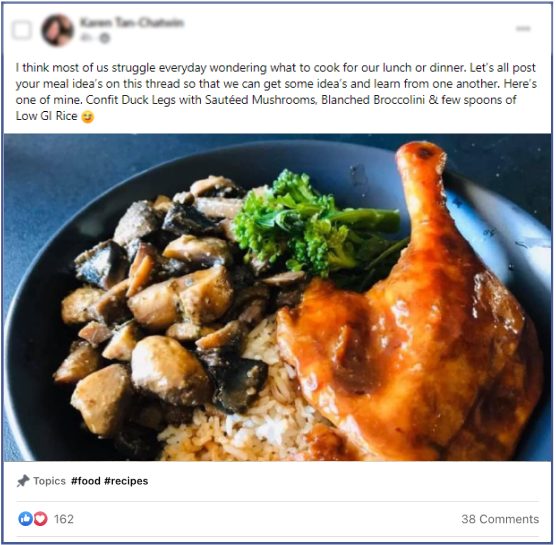 I think most of us struggle everyday wondering what to cook for our lunch or dinner. Let's all post
your meal idea's on this thread so that we can get some idea's and learn from one another. Here's
one of mine. Confit Duck Legs with Sautéed Mushrooms, Blanched Broccolini & few spoons of
Low GI Rice
Topics #food #recipes
162 38 Comments